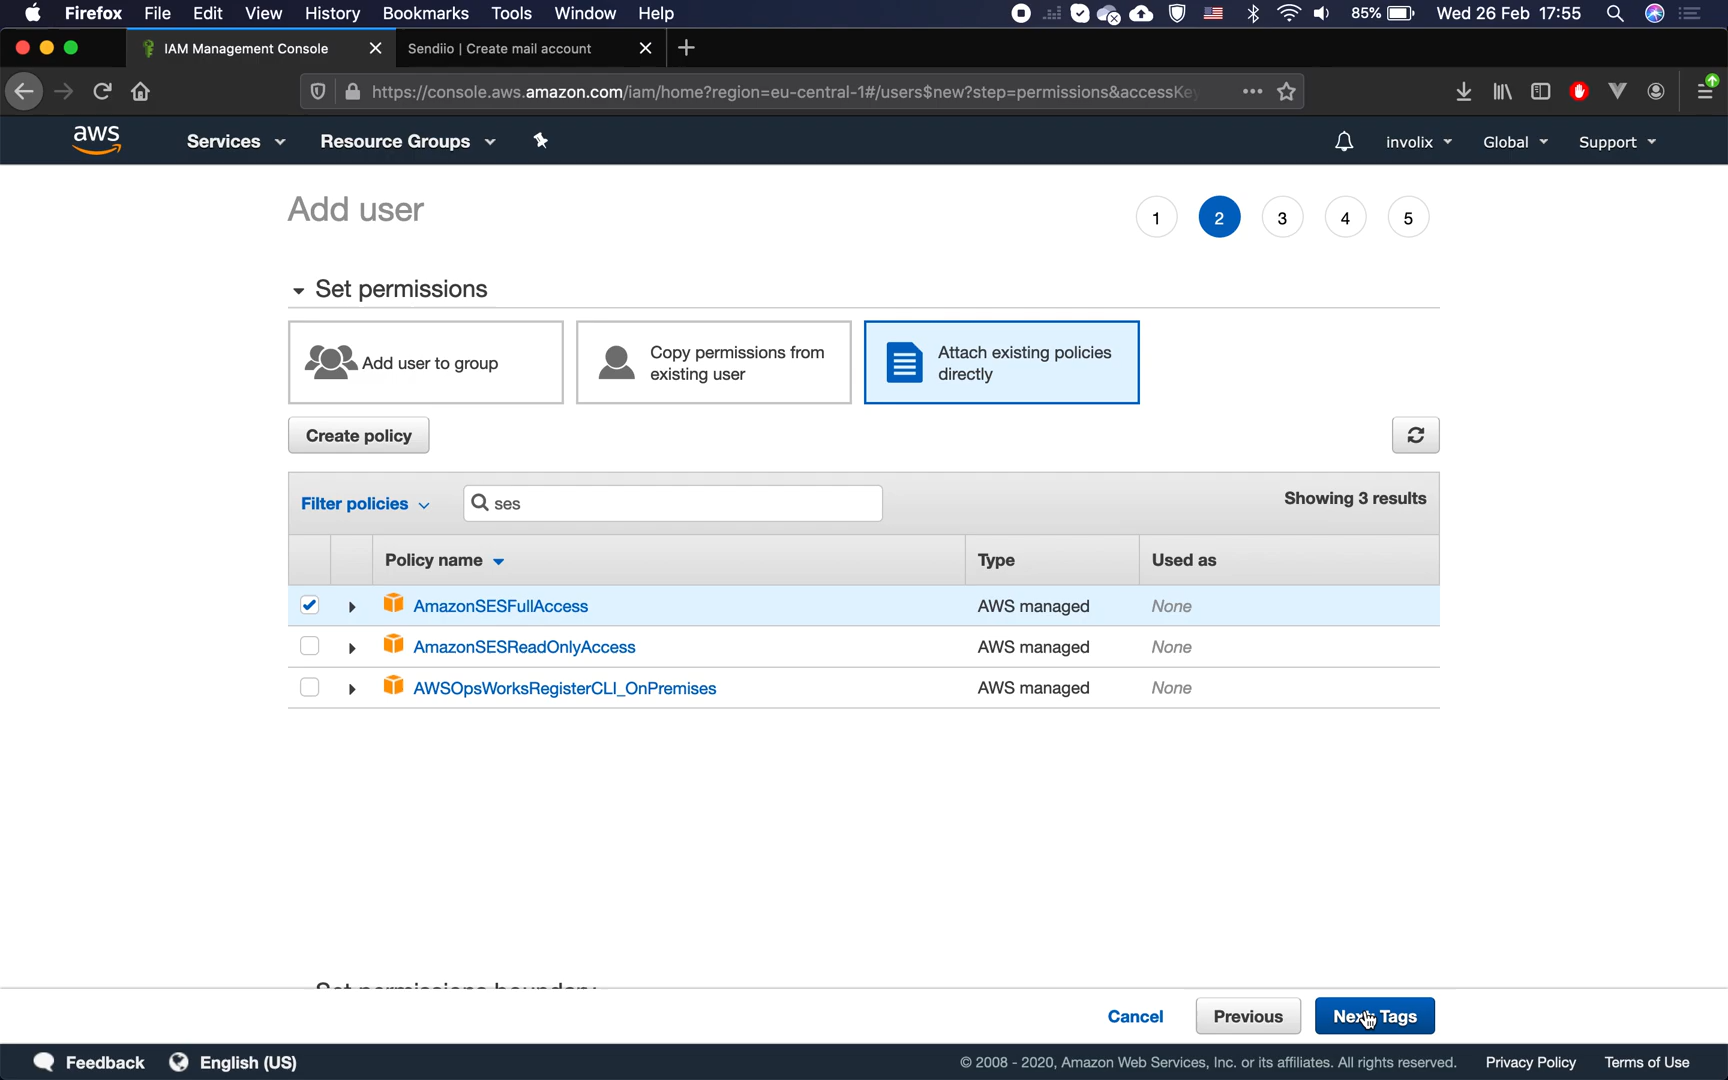 Firefox File Edit View History Bookmarks Tools Window Help 85% Wed 26 Feb 17:55
IAM Management Console Sendiio | Create mail account
https://console.aws.amazon.com/iam/home?region=eu-central-1#/users$new?step=permissions&accessKey
aws Services Resource Groups involix Global Support
Add user 1 2 3 4 5
Set permissions
Add user to group
Copy permissions from
existing user
Attach existing policies
directly
Create policy
Filter policies ses Showing 3 results
Policy name Type Used as
AmazonSESFullAccess AWS managed None
AmazonSESReadOnlyAccess AWS managed None
AWSOpsWorksRegisterCLI_OnPremises AWS managed None
Set permissions boundary
Cancel Previous Next: Tags
Feedback English (US) © 2008 - 2020, Amazon Web Services, Inc. or its affiliates. All rights reserved. Privacy Policy Terms of Use